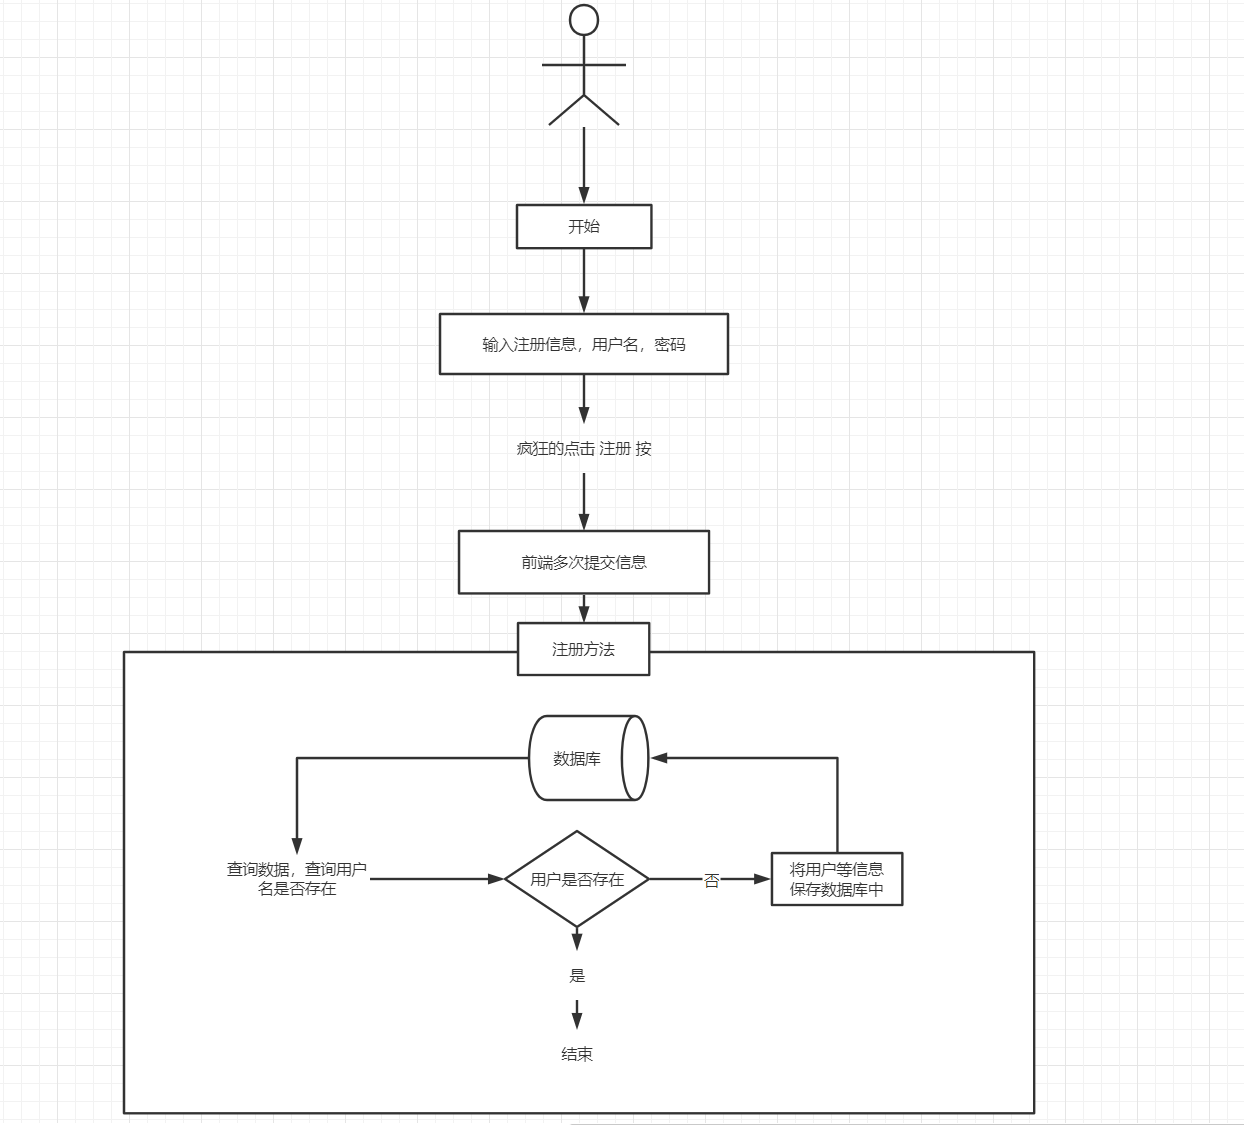 开始
输入注册信息，用户名，密码
疯狂的点击 注册 按
前端多次提交信息
注册方法
数据库
查询数据，查询用户
名是否存在
用户是否存在
否
将用户等信息
保存数据库中
是
结束